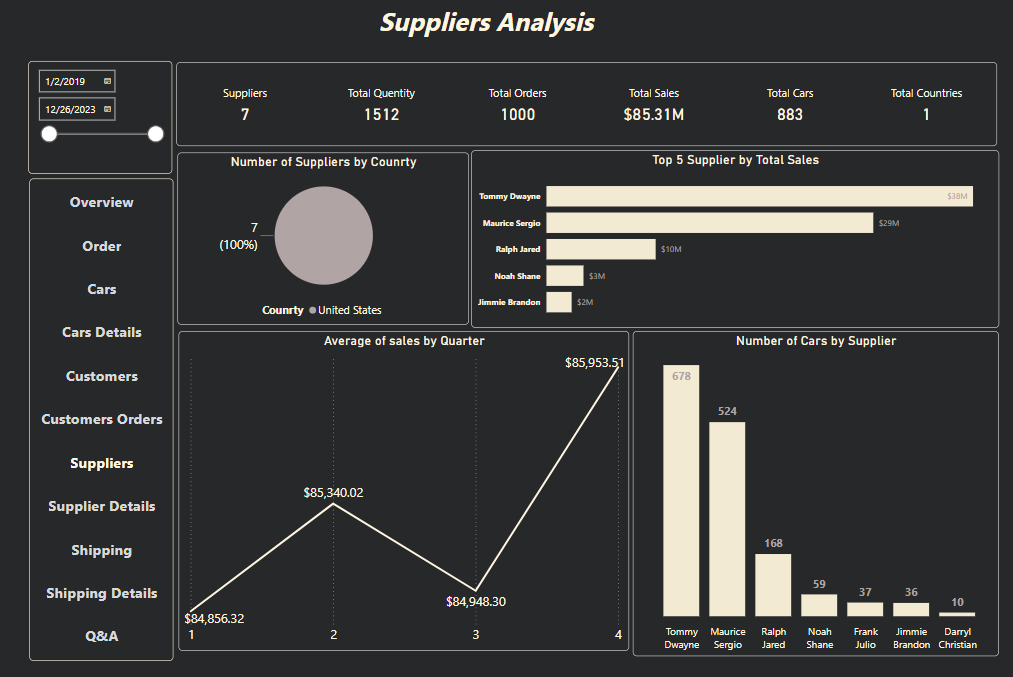 Suppliers Analysis
1/2/2019
12/26/2023
Suppliers
7
Total Quentity
1512
Total Orders
1000
Total Sales
$85.31M
Total Cars
883
Total Countries
1
Overview
Order
Cars
Cars Details
Customers
Customers Orders
Suppliers
Supplier Details
Shipping
Shipping Details
Q&A
Number of Suppliers by Counrty
7
(100%)
Counrty United States
Top 5 Supplier by Total Sales
Tommy Dwayne $38M
Maurice Sergio $29M
Ralph Jared $10M
Noah Shane $3M
Jimmie Brandon $2M
Average of sales by Quarter
$85,953.51
$85,340.02
$84,948.30
$84,856.32
1 2 3 4
Number of Cars by Supplier
678
524
168
59
37
36
10
Tommy Dwayne
Maurice Sergio
Ralph Jared
Noah Shane
Frank Julio
Jimmie Brandon
Darryl Christian